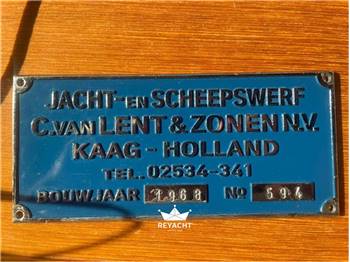 JACHT-EN SCHEEPSWERF
C.VAN LENT & ZONEN N.V.
KAAG - HOLLAND
TEL. 02534-341
BOUWJAAR 1968 No 594
REYACHT